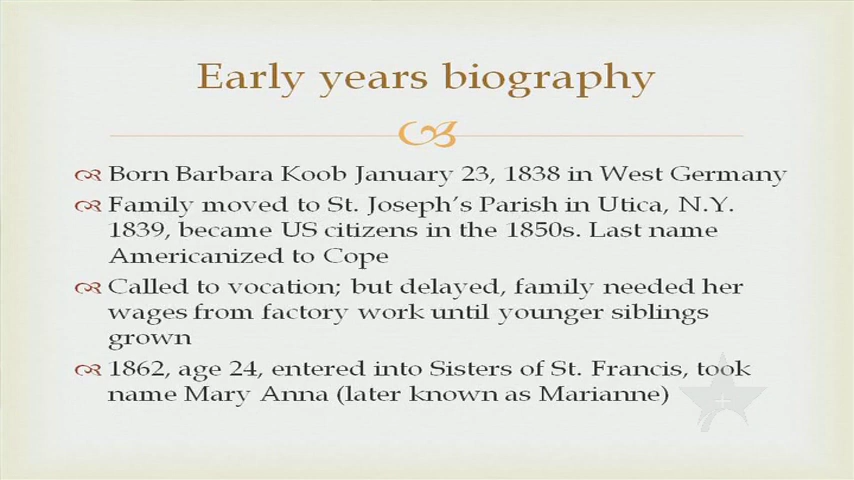 Early years biography
Born Barbara Koob January 23, 1838 in West Germany
Family moved to St. Joseph's Parish in Utica, N.Y.
1839, became US citizens in the 1850s. Last name
Americanized to Cope
Called to vocation; but delayed, family needed her
wages from factory work until younger siblings
grown
1862, age 24, entered into Sisters of St. Francis, took
name Mary Anna (later known as Marianne)